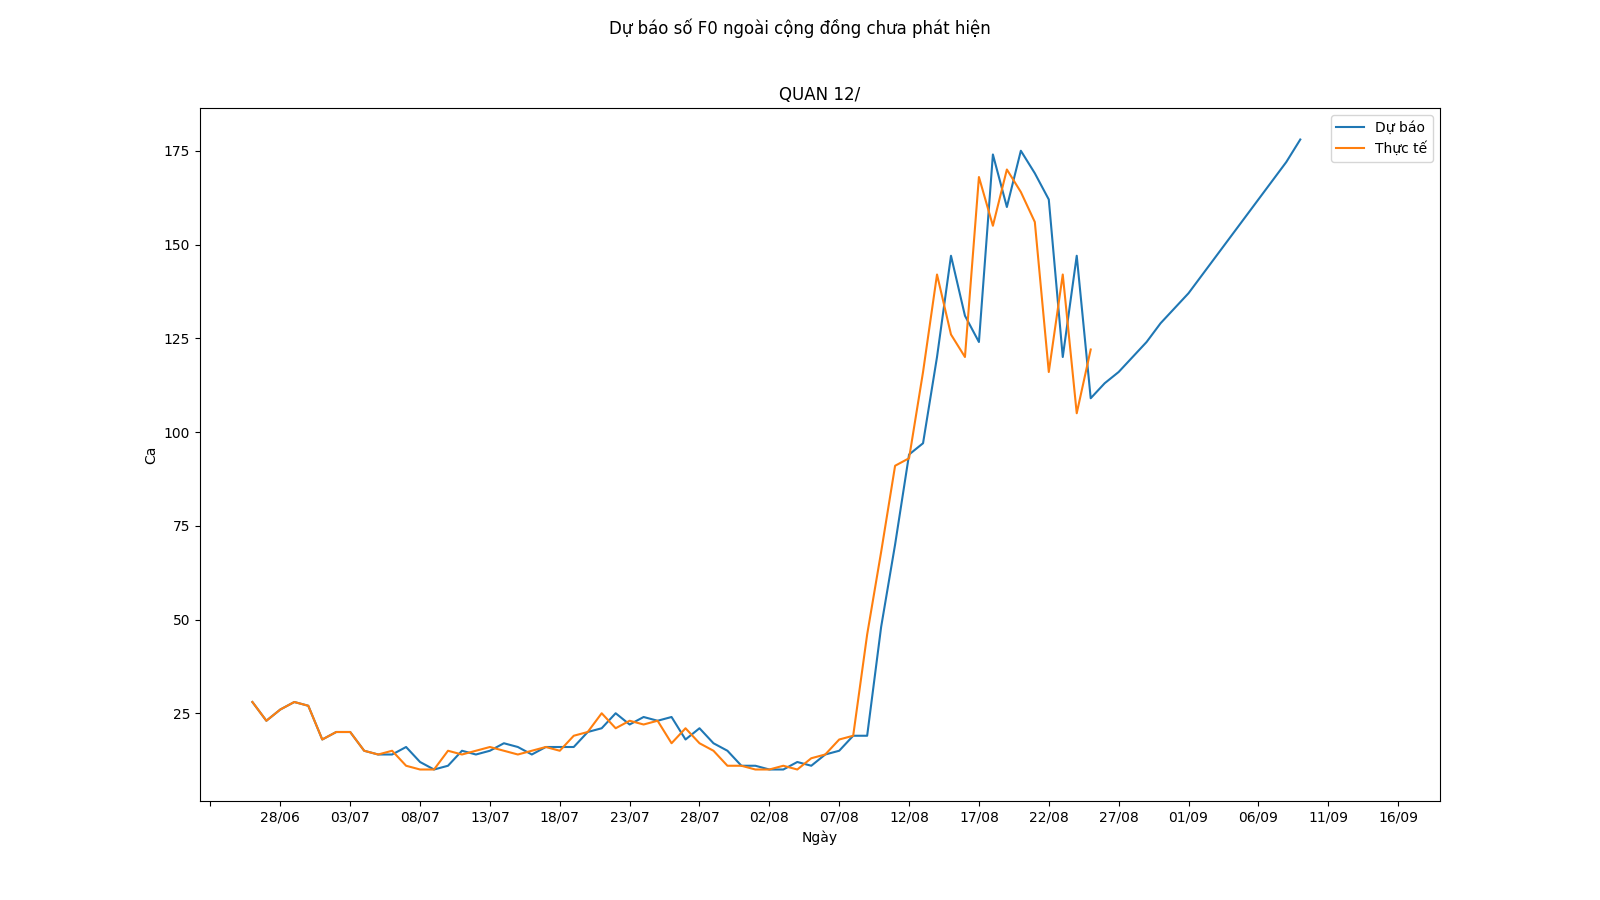 Dự báo số F0 ngoài cộng đồng chưa phát hiện
QUAN 12/
Dự báo
Thực tế
175
150
125
100
75
50
25
Ca
28/06 03/07 08/07 13/07 18/07 23/07 28/07 02/08 07/08 12/08 17/08 22/08 27/08 01/09 06/09 11/09 16/09
Ngày